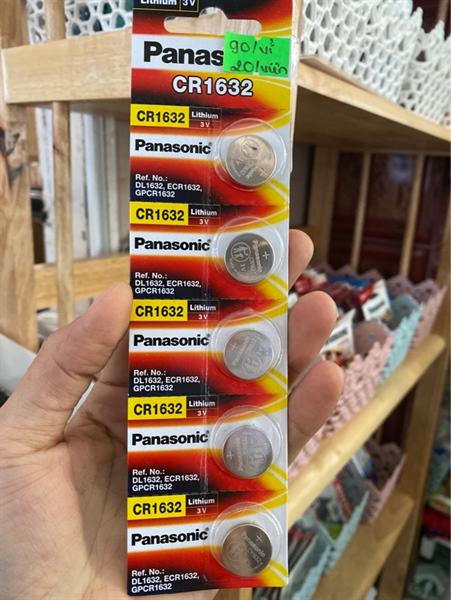 Lithium 3V
Panas
90/vỉ
20/viên
CR1632
CR1632 Lithium 3V
Panasonic
Ref. No.:
DL1632, ECR1632,
GPCR1632
CR1632 Lithium 3V
Panasonic
Ref. No.:
DL1632, ECR1632,
GPCR1632
CR1632 Lithium 3V
Panasonic
Ref. No.:
DL1632, ECR1632,
GPCR1632
CR1632 Lithium 3V
Panasonic
Ref. No.:
DL1632, ECR1632,
GPCR1632
CR1632 Lithium 3V
Panasonic
Ref. No.:
DL1632, ECR1632,
GPCR1632